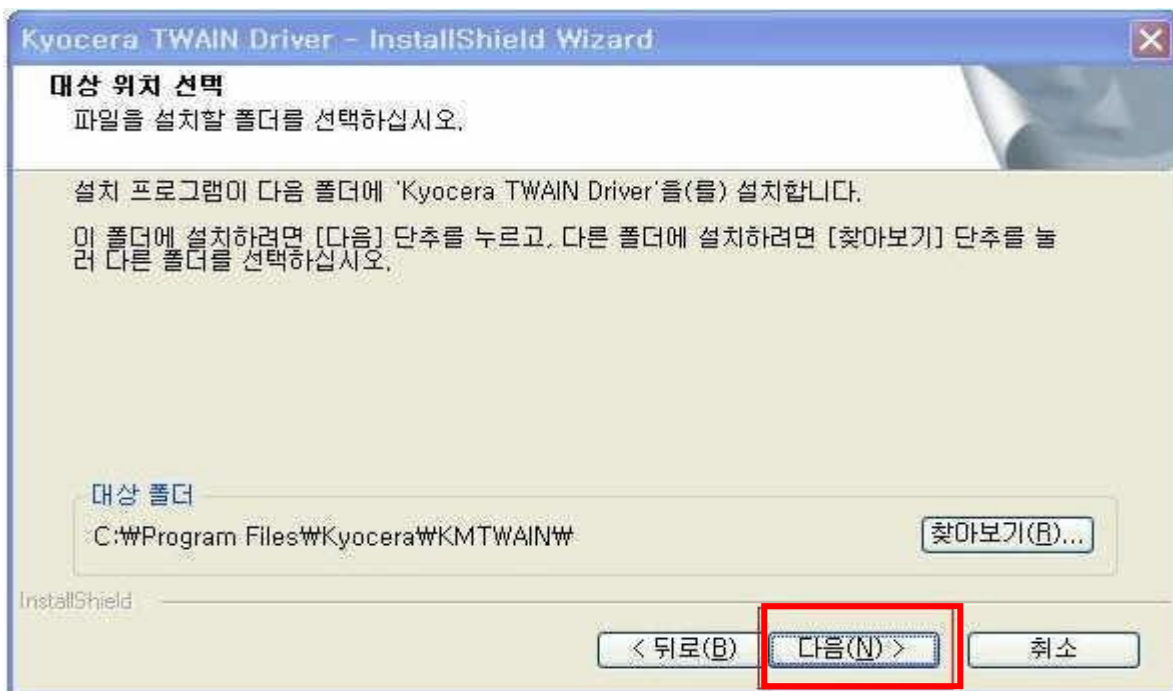 Kyocera TWAIN Driver - InstallShield Wizard
대상 위치 선택
파일을 설치할 폴더를 선택하십시오.
설치 프로그램이 다음 폴더에 'Kyocera TWAIN Driver'을(를) 설치합니다.
이 폴더에 설치하려면 [다음] 단추를 누르고, 다른 폴더에 설치하려면 [찾아보기] 단추를 눌
러 다른 폴더를 선택하십시오.
대상 폴더
C:₩Program Files₩Kyocera₩KMTWAIN₩
찾아보기(R)...
InstallShield
< 뒤로(B)
다음(N) >
취소